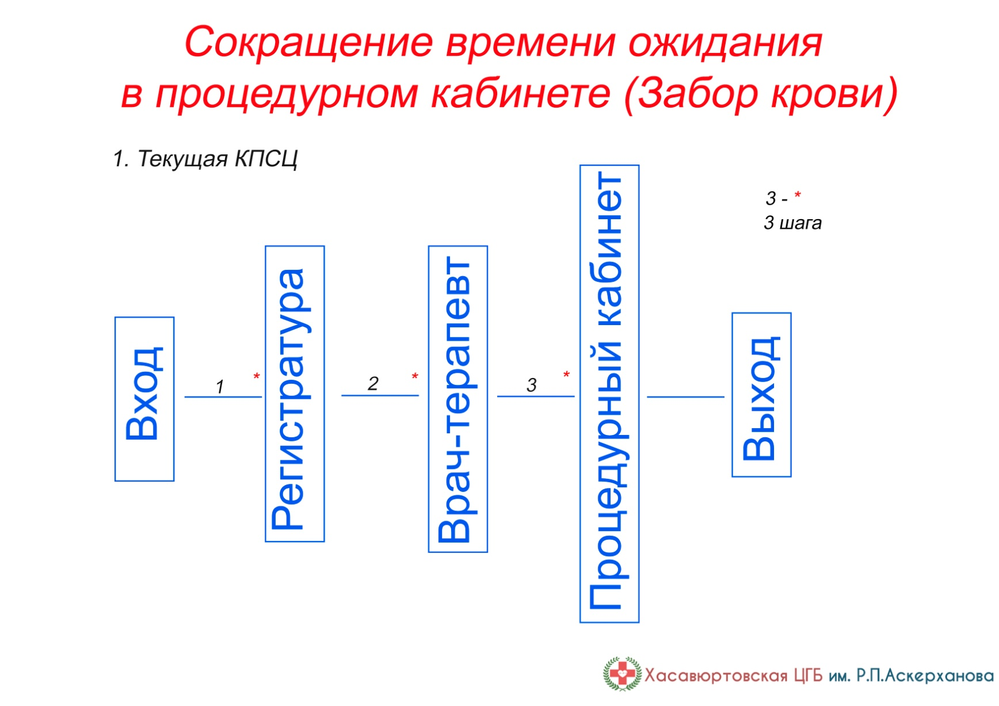 Сокращение времени ожидания
в процедурном кабинете (Забор крови)
1. Текущая КПСЦ
3 - *
3 шага
Вход
1 *
Регистратура
2 *
Врач-терапевт
3 *
Процедурный кабинет
Выход
Хасавюртовская ЦГБ им. Р.П.Аскерханова